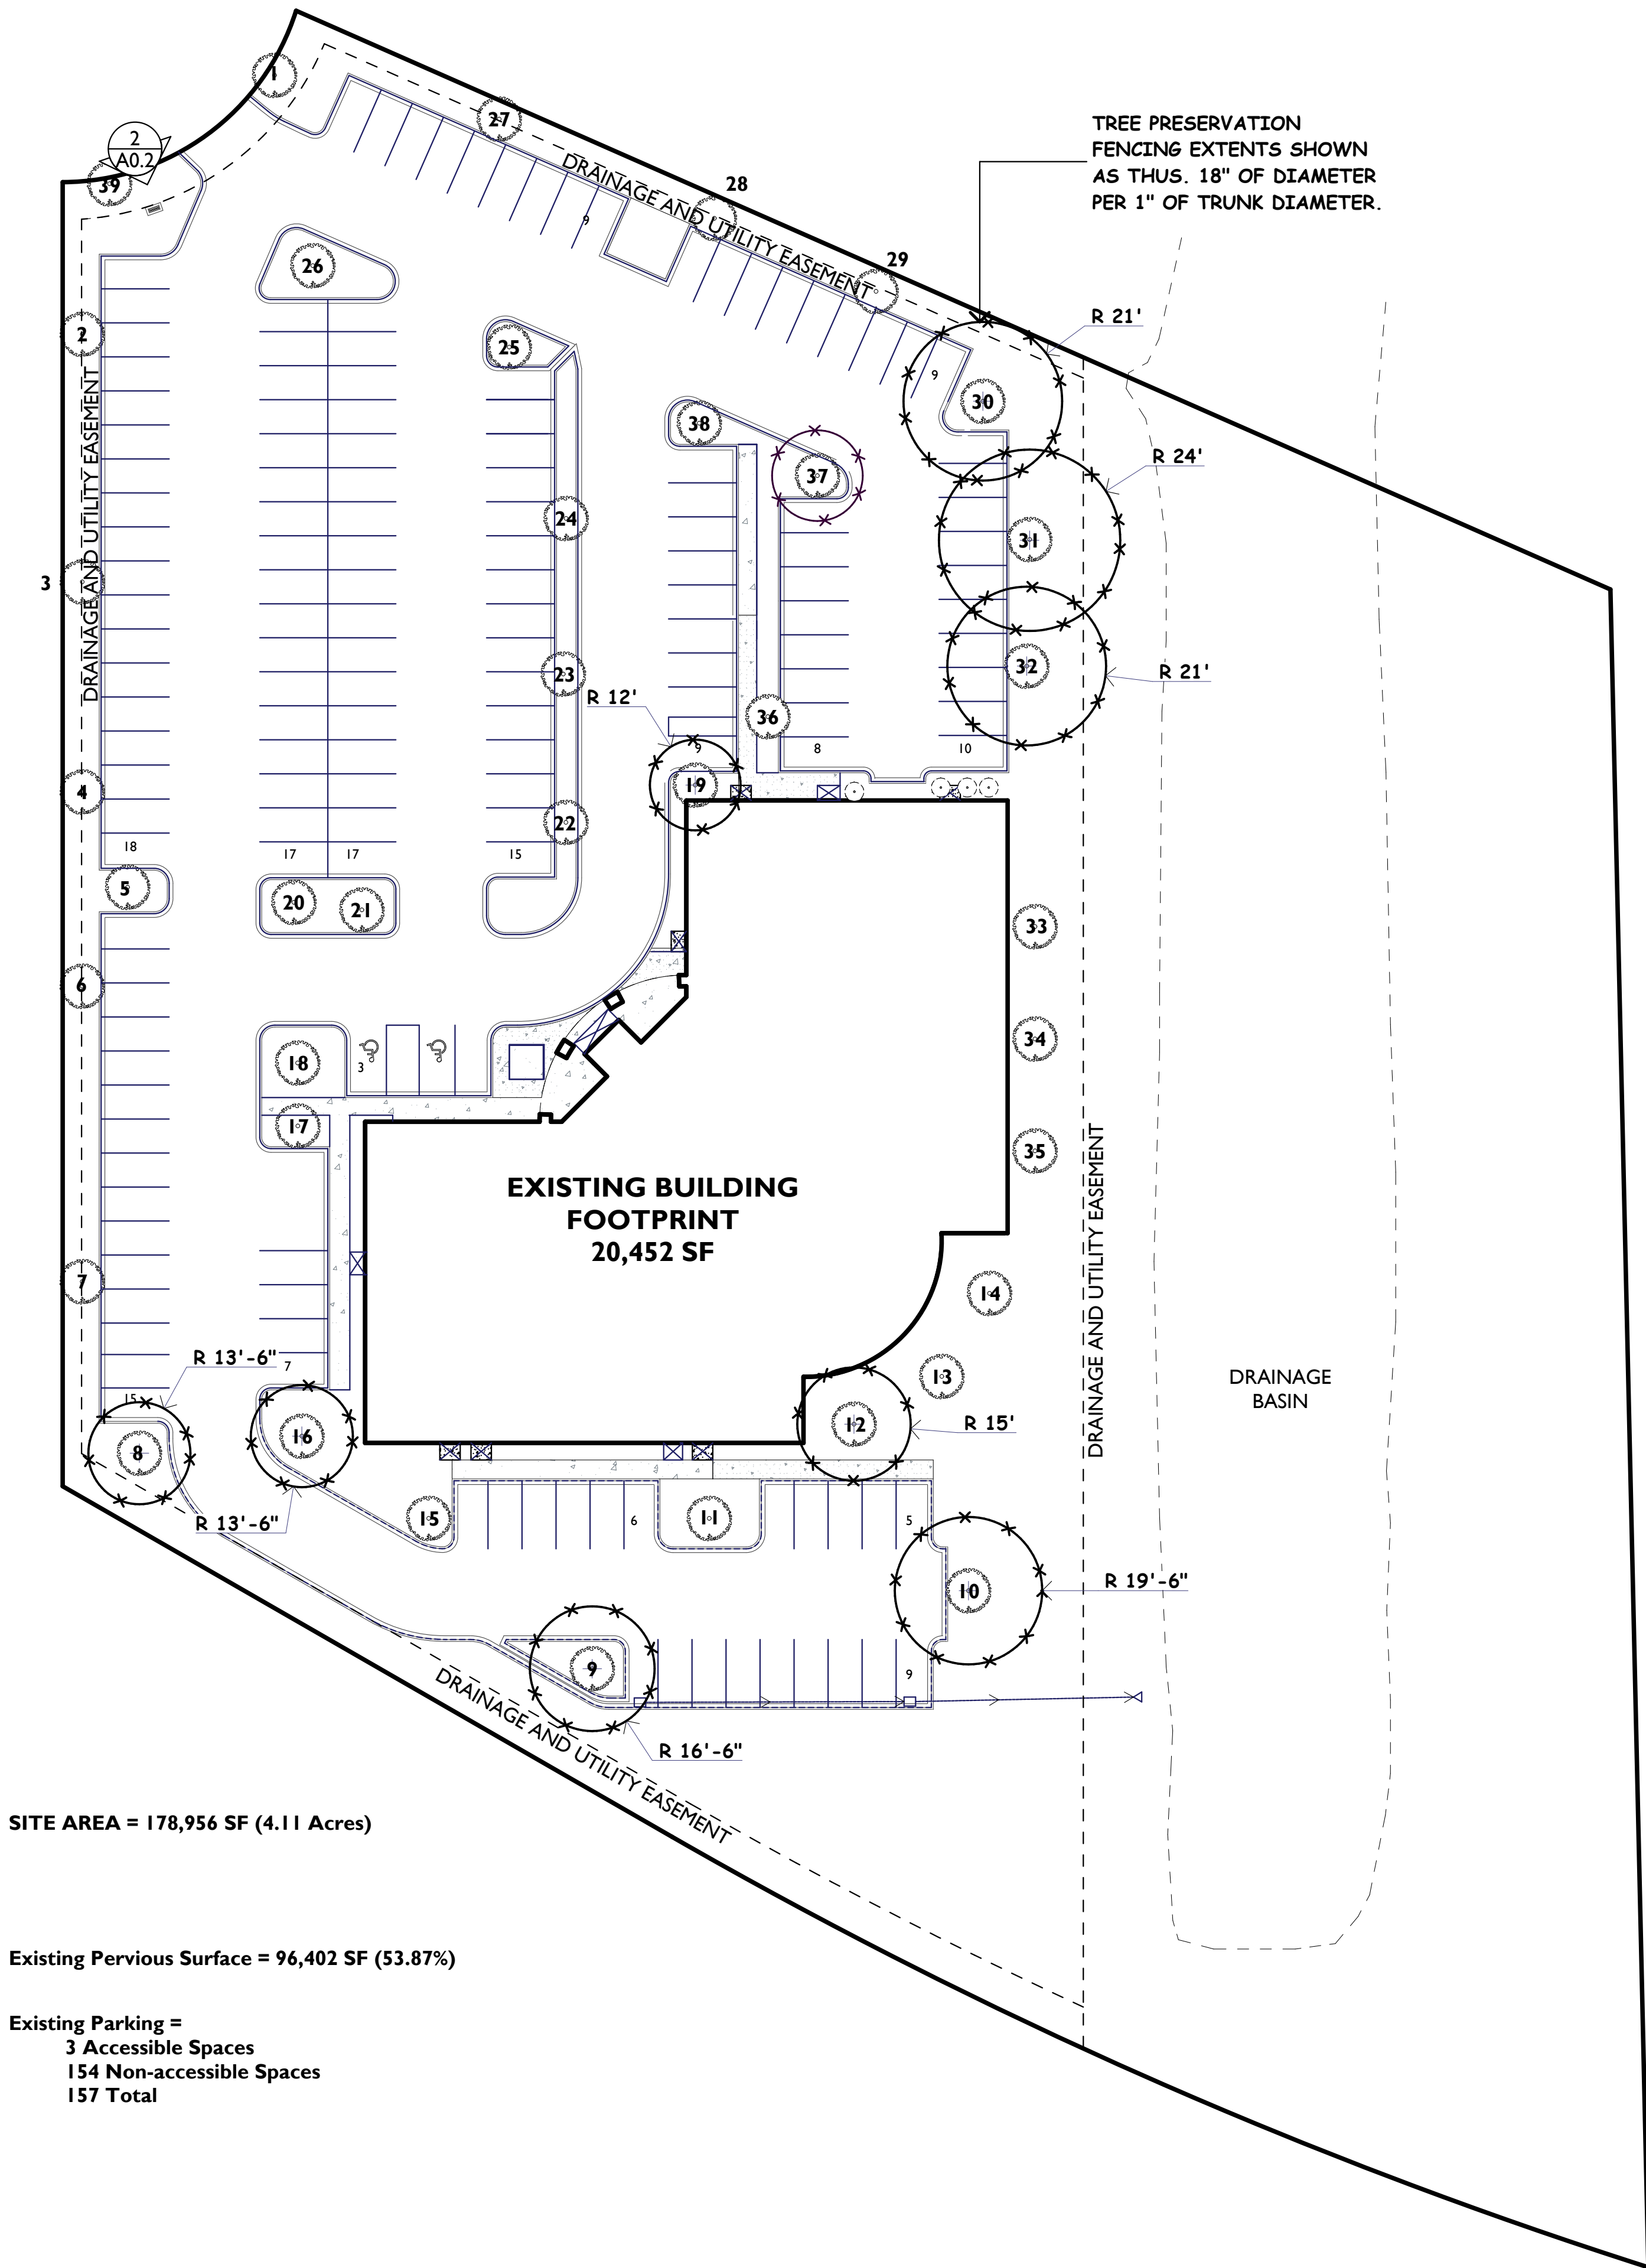 1
27
2
A0.2
39
28
TREE PRESERVATION
FENCING EXTENTS SHOWN
AS THUS. 18" OF DIAMETER
PER 1" OF TRUNK DIAMETER.
DRAINAGE AND UTILITY EASEMENT
9
26
29
R 21'
2
25
9
30
38
R 24'
37
24
31
3
DRAINAGE AND UTILITY EASEMENT
23
32
R 21'
R 12'
36
9
8
10
4
19
22
18
17
17
15
5
20
21
33
6
34
18
3
17
35
EXISTING BUILDING
FOOTPRINT
20,452 SF
DRAINAGE AND UTILITY EASEMENT
7
14
R 13'-6"
7
13
DRAINAGE
BASIN
15
12
R 15'
8
16
R 13'-6"
15
6
11
5
10
R 19'-6"
9
9
DRAINAGE AND UTILITY EASEMENT
R 16'-6"
SITE AREA = 178,956 SF (4.11 Acres)
Existing Pervious Surface = 96,402 SF (53.87%)
Existing Parking =
3 Accessible Spaces
154 Non-accessible Spaces
157 Total